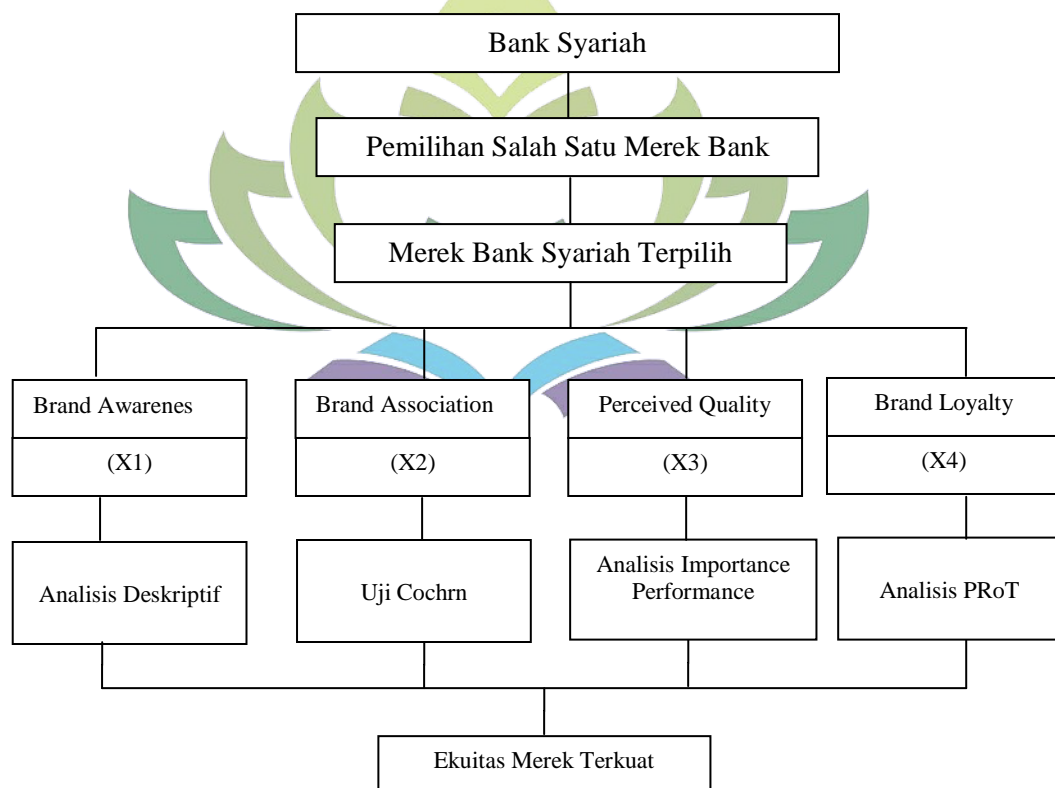 Bank Syariah
Pemilihan Salah Satu Merek Bank
Merek Bank Syariah Terpilih
Brand Awarenes
(X1)
Brand Association
(X2)
Perceived Quality
(X3)
Brand Loyalty
(X4)
Analisis Deskriptif
Uji Cochrn
Analisis Importance
Performance
Analisis PRoT
Ekuitas Merek Terkuat